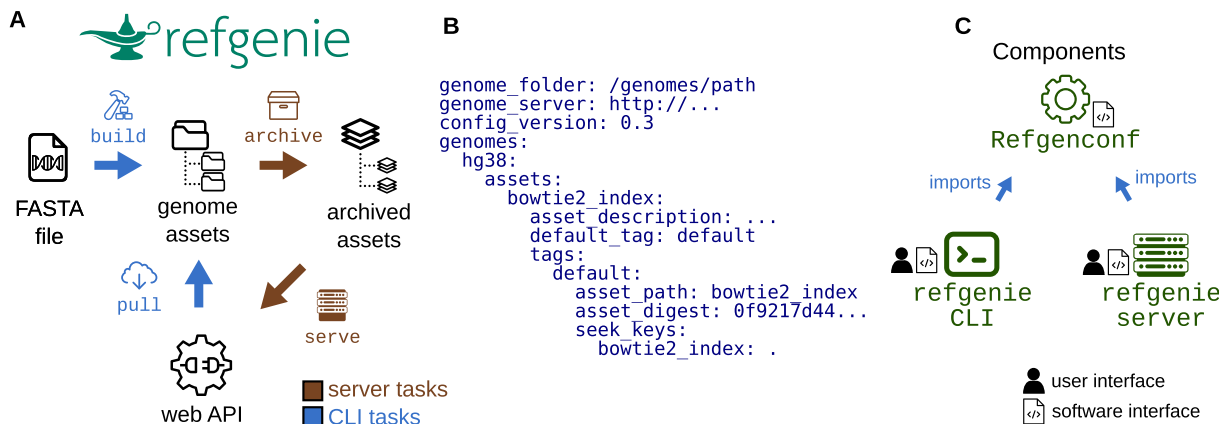 A
refgenie
build
archive
FASTA
file
genome
assets
archived
assets
pull
serve
web API
server tasks
CLI tasks
B
genome_folder: /genomes/path
genome_server: http://...
config_version: 0.3
genomes:
  hg38:
    assets:
      bowtie2_index:
        asset_description: ...
        default_tag: default
        tags:
          default:
            asset_path: bowtie2_index
            asset_digest: 0f9217d44...
            seek_keys:
              bowtie2_index: .
C
Components
</>
Refgenconf
imports
imports
</>
</>
refgenie
CLI
refgenie
server
user interface
</> software interface